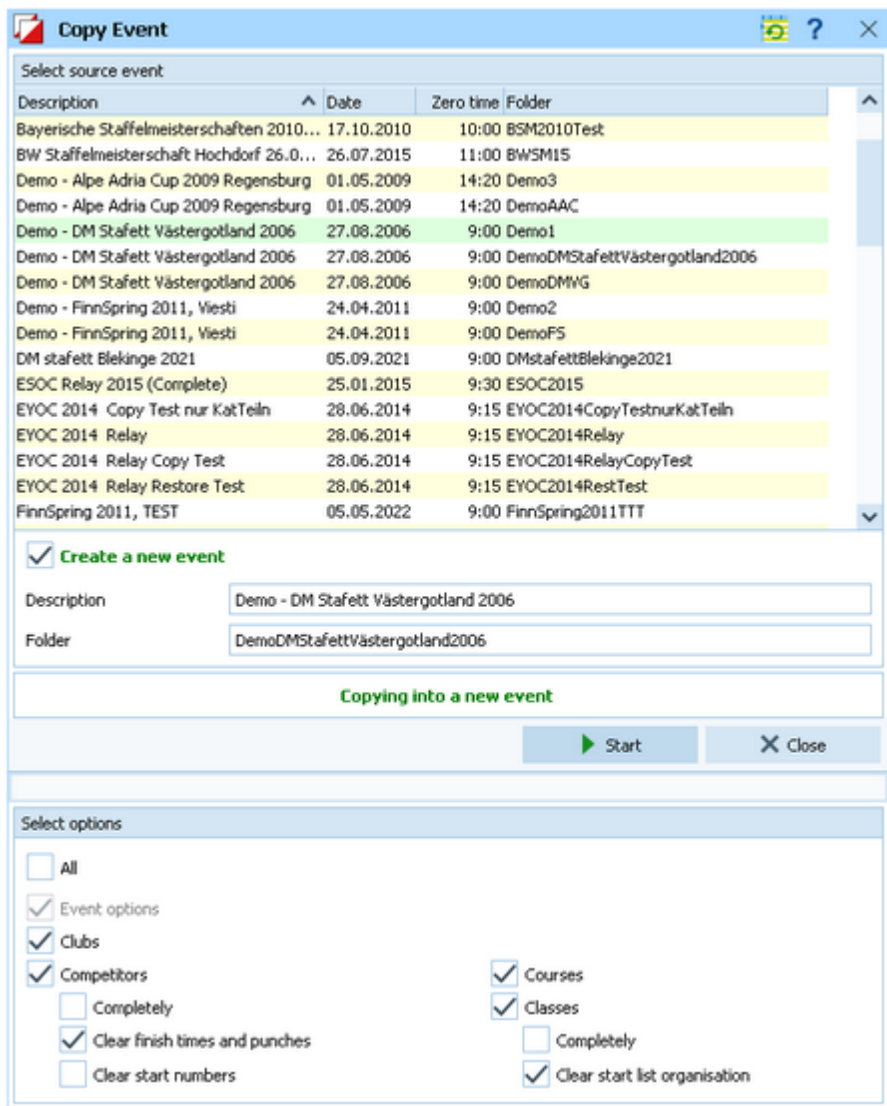 Copy Event
Select source event
Description Date Zero time Folder
Bayerische Staffelmeisterschaften 2010... 17.10.2010 10:00 BSM2010Test
BW Staffelmeisterschaft Hochdorf 26.0... 26.07.2015 11:00 BWSM15
Demo - Alpe Adria Cup 2009 Regensburg 01.05.2009 14:20 Demo3
Demo - Alpe Adria Cup 2009 Regensburg 01.05.2009 14:20 DemoAAC
Demo - DM Stafett Västergotland 2006 27.08.2006 9:00 Demo1
Demo - DM Stafett Västergotland 2006 27.08.2006 9:00 DemoDMStafettVästergotland2006
Demo - DM Stafett Västergotland 2006 27.08.2006 9:00 DemoDMVG
Demo - FinnSpring 2011, Viesti 24.04.2011 9:00 Demo2
Demo - FinnSpring 2011, Viesti 24.04.2011 9:00 DemoFS
DM stafett Blekinge 2021 05.09.2021 9:00 DMstafettBlekinge2021
ESOC Relay 2015 (Complete) 25.01.2015 9:30 ESOC2015
EYOC 2014 Copy Test nur KatTeiln 28.06.2014 9:15 EYOC2014CopyTestnurKatTeiln
EYOC 2014 Relay 28.06.2014 9:15 EYOC2014Relay
EYOC 2014 Relay Copy Test 28.06.2014 9:15 EYOC2014RelayCopyTest
EYOC 2014 Relay Restore Test 28.06.2014 9:15 EYOC2014RestTest
FinnSpring 2011, TEST 05.05.2022 9:00 FinnSpring2011TTT
Create a new event
Description Demo - DM Stafett Västergotland 2006
Folder DemoDMStafettVästergotland2006
Copying into a new event
Start Close
Select options
All
Event options
Clubs
Competitors Courses
Completely Classes
Clear finish times and punches Completely
Clear start numbers Clear start list organisation